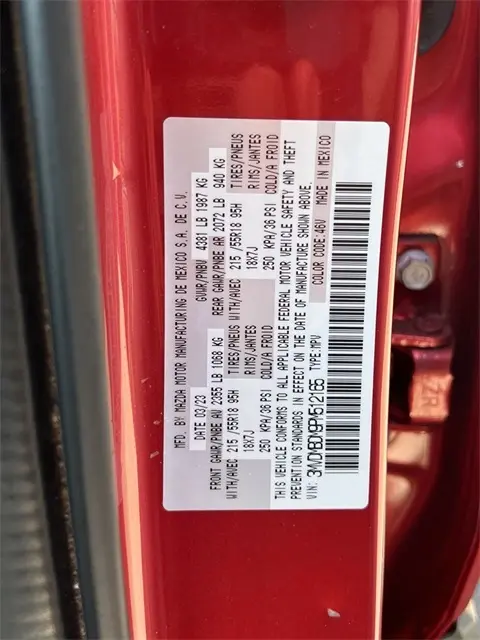 MFD. BY MAZDA MOTOR MANUFACTURING DE MEXICO S.A. DE C.V.
DATE 03/23 GVWR/PNBV 4381 LB 1987 KG
FRONT GAWR/PNBE AV 2355 LB 1068 KG REAR GAWR/PNBE AR 2072 LB 940 KG
WITH/AVEC 215 /55R18 95H TIRES/PNEUS WITH/AVEC 215 /55R18 95H TIRES/PNEUS
18X7J RIMS/JANTES 18X7J RIMS/JANTES
250 KPA/36 PSI COLD/A FROID 250 KPA/36 PSI COLD/A FROID
THIS VEHICLE CONFORMS TO ALL APPLICABLE FEDERAL MOTOR VEHICLE SAFETY AND THEFT
PREVENTION STANDARDS IN EFFECT ON THE DATE OF MANUFACTURE SHOWN ABOVE.
VIN: 3MVDMBDM9PM512165 TYPE:MPV COLOR CODE:46V MADE IN MEXICO